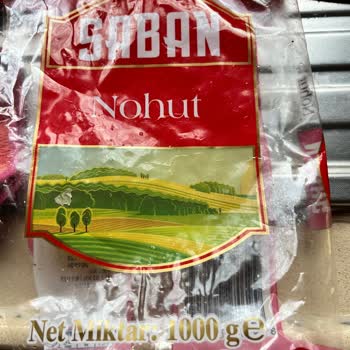 SABAN
Nohut
Net Miktar: 1000 g ℮